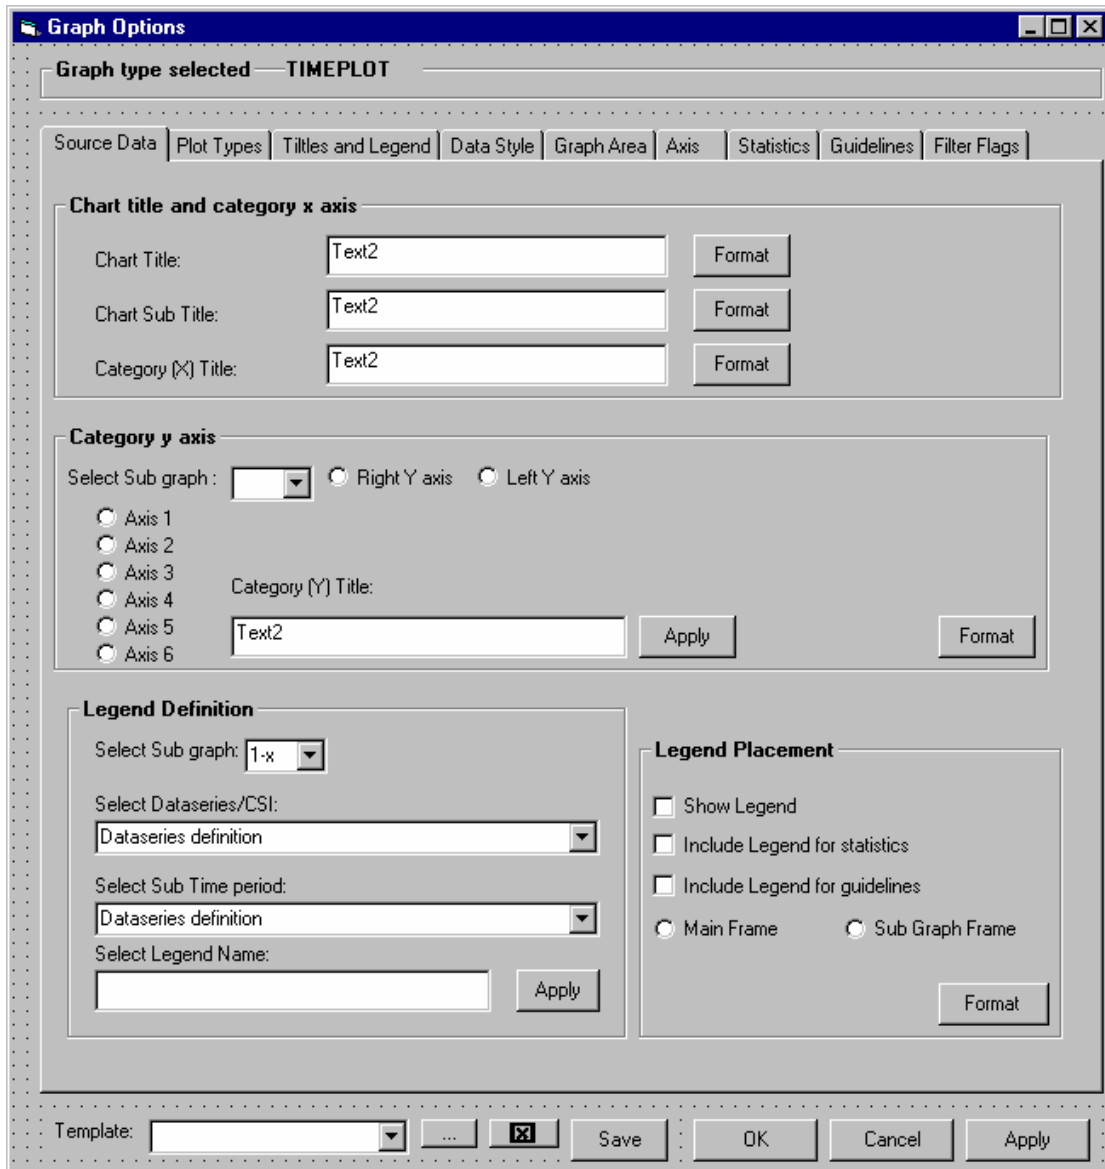 Graph Options
Graph type selected TIMEPLOT
Source Data Plot Types Tiltles and Legend Data Style Graph Area Axis Statistics Guidelines Filter Flags
Chart title and category x axis
Chart Title: Text2 Format
Chart Sub Title: Text2 Format
Category (X) Title: Text2 Format
Category y axis
Select Sub graph : Right Y axis Left Y axis
Axis 1
Axis 2
Axis 3
Axis 4
Axis 5
Axis 6
Category (Y) Title:
Text2 Apply Format
Legend Definition
Select Sub graph: 1-x
Select Dataseries/CSI:
Dataseries definition
Select Sub Time period:
Dataseries definition
Select Legend Name:
Apply
Legend Placement
Show Legend
Include Legend for statistics
Include Legend for guidelines
Main Frame Sub Graph Frame
Format
Template: ... Save OK Cancel Apply